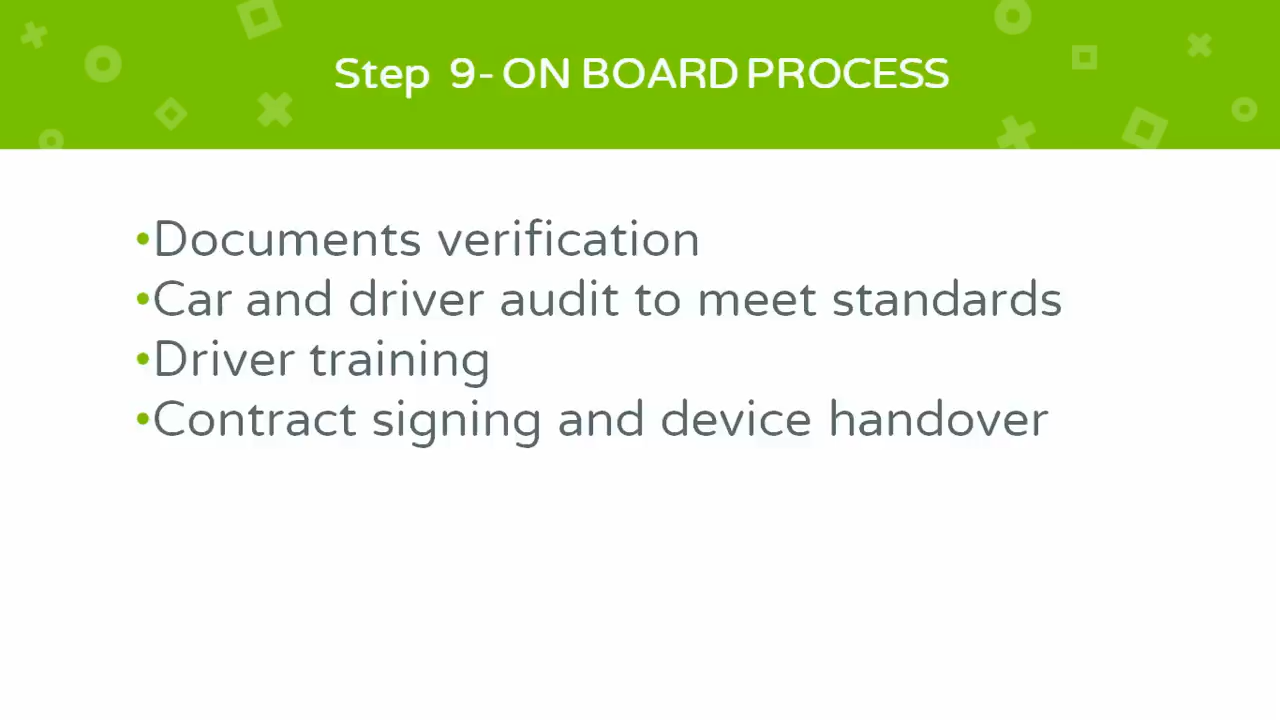 Step 9- ON BOARD PROCESS
•Documents verification
•Car and driver audit to meet standards
•Driver training
•Contract signing and device handover